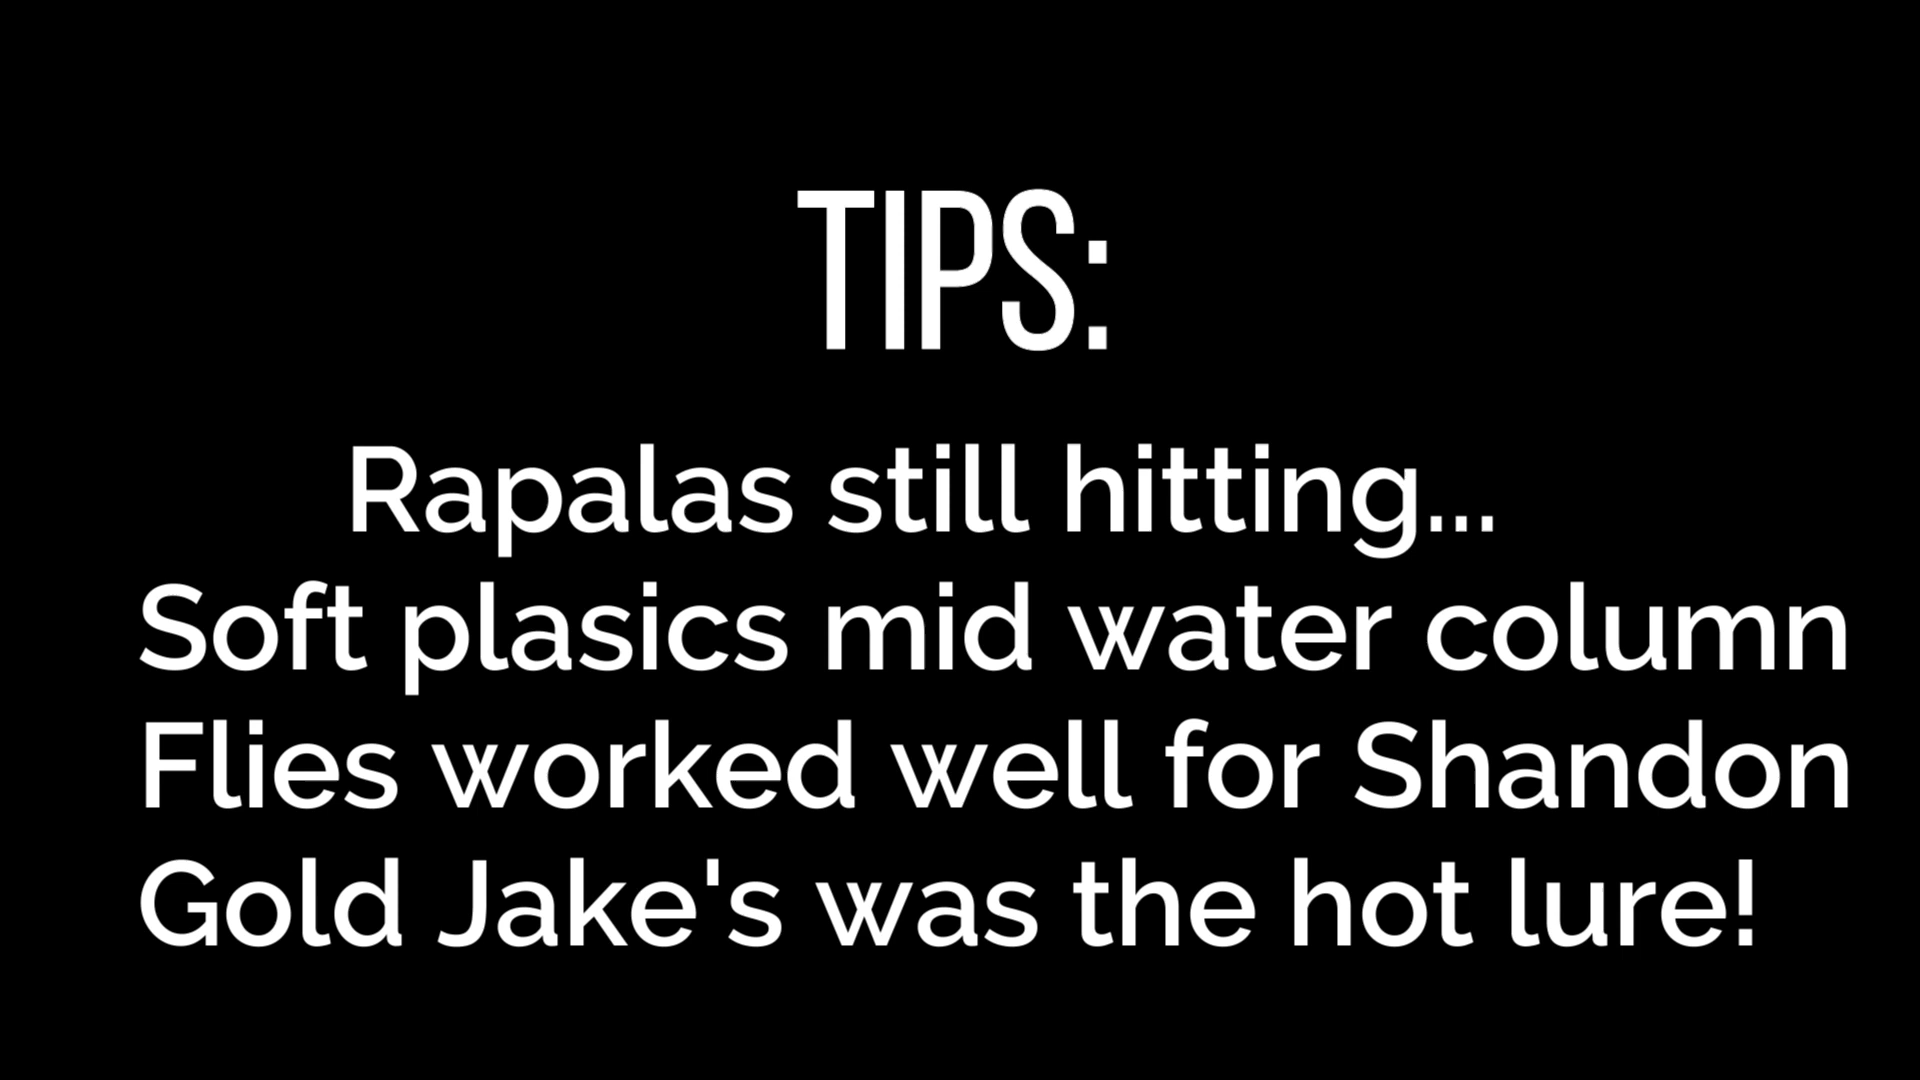 TIPS:
Rapalas still hitting...
Soft plasics mid water column
Flies worked well for Shandon
Gold Jake's was the hot lure!